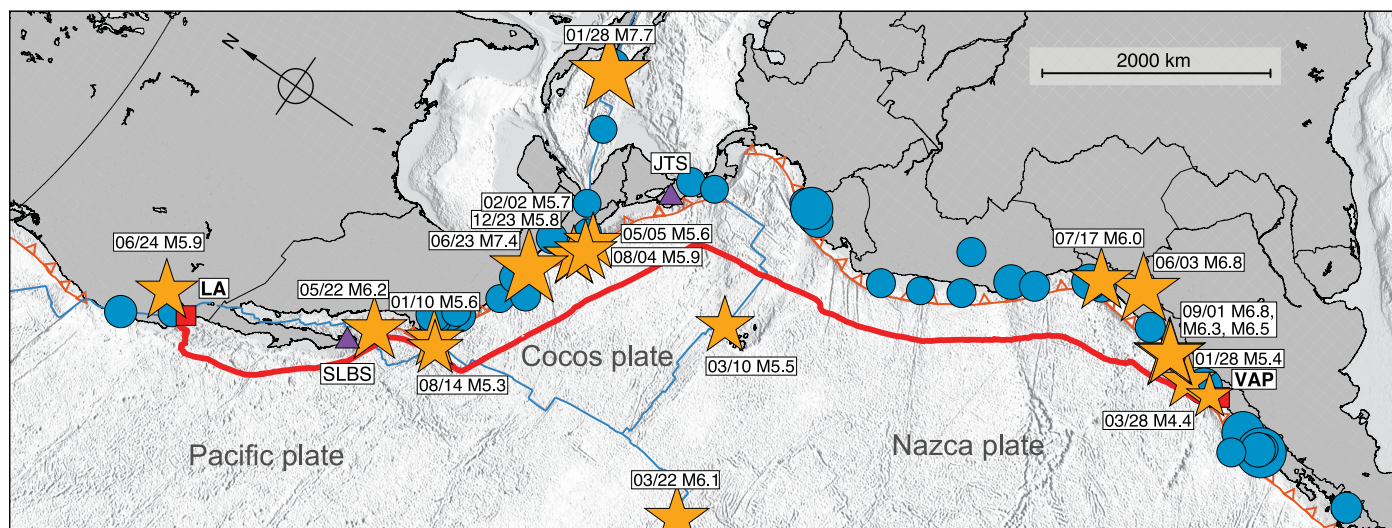 01/28 M7.7
N
2000 km
JTS
02/02 M5.7
12/23 M5.8
06/23 M7.4
05/05 M5.6
08/04 M5.9
07/17 M6.0
06/03 M6.8
06/24 M5.9
LA
05/22 M6.2
01/10 M5.6
09/01 M6.8,
M6.3, M6.5
01/28 M5.4
VAP
Cocos plate
03/10 M5.5
SLBS
08/14 M5.3
03/28 M4.4
Pacific plate
Nazca plate
03/22 M6.1